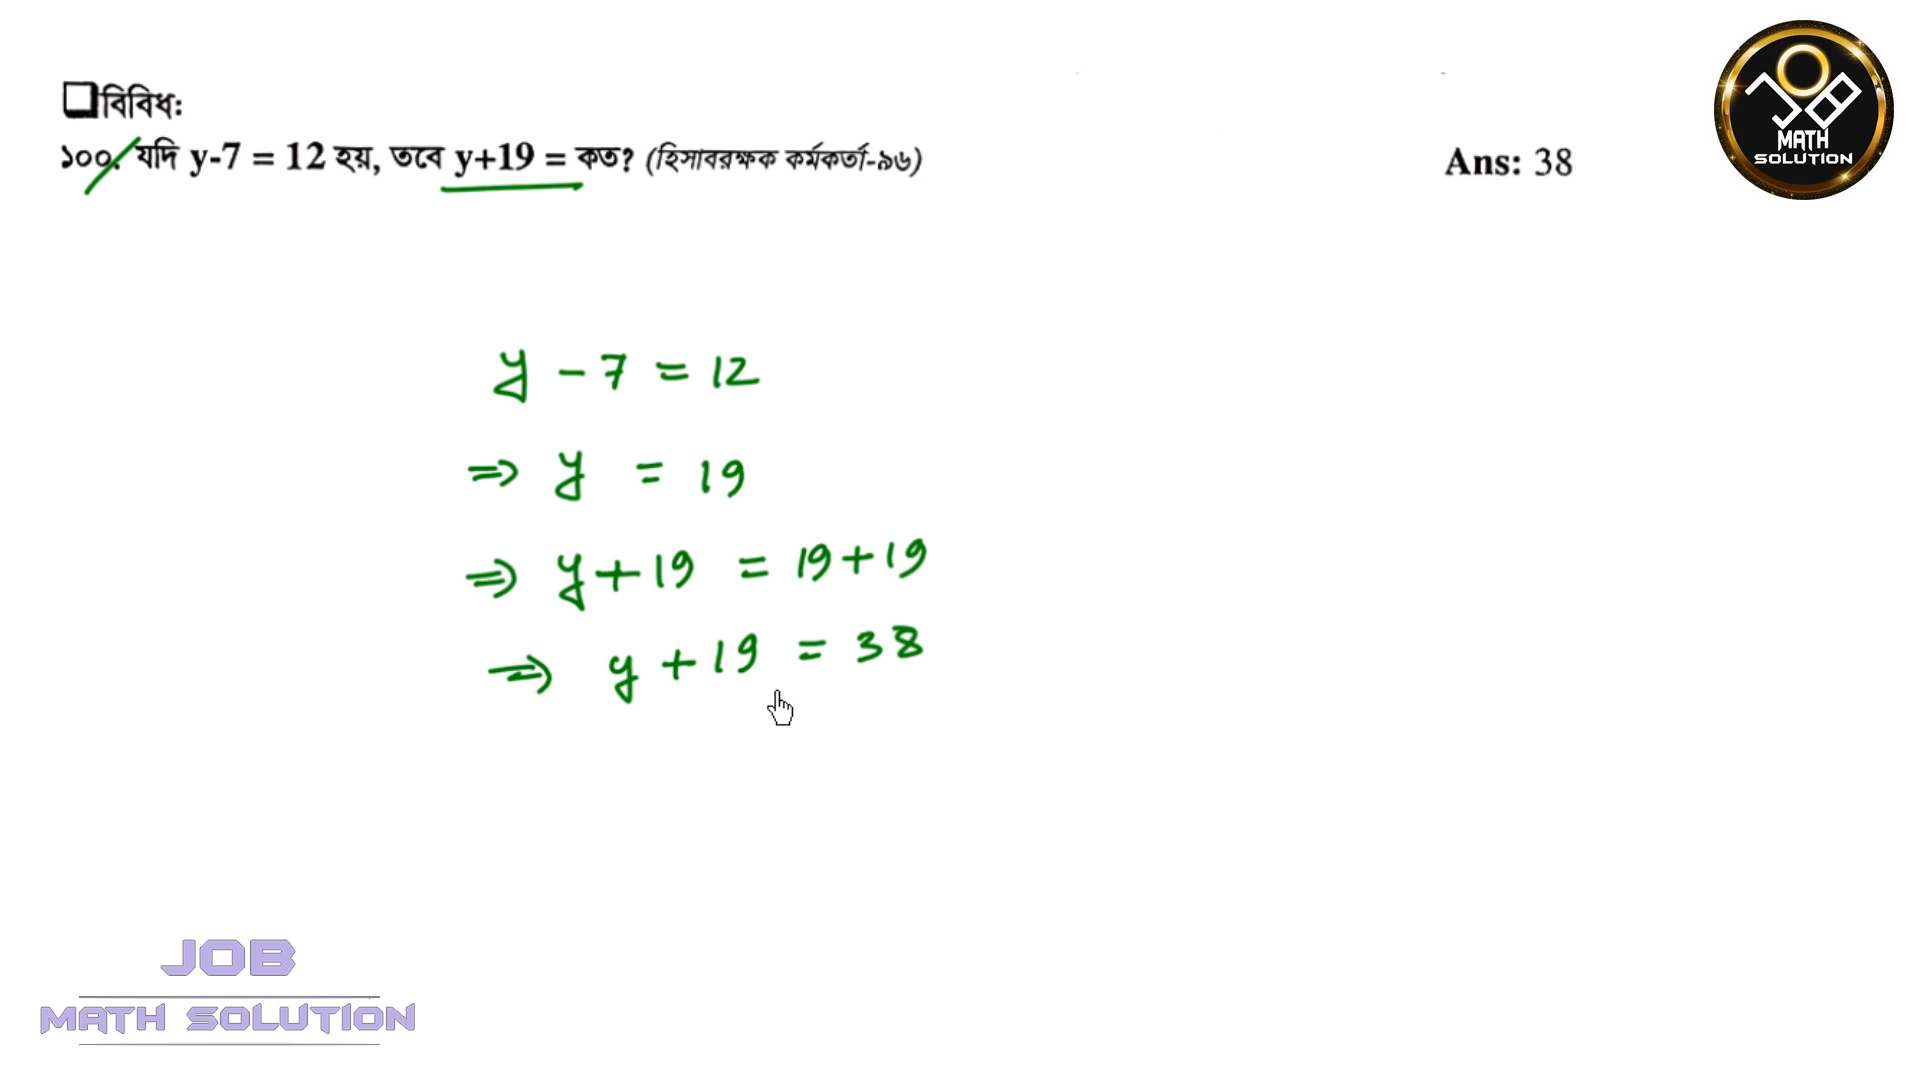 বিবিধঃ
১০০. যদি y-7 = 12 হয়, তবে y+19 = কত? (হিসাবরক্ষক কর্মকর্তা-৯৬)
Ans: 38
JOB
MATH
SOLUTION
y - 7 = 12
⇒ y = 19
⇒ y + 19 = 19 + 19
⇒ y + 19 = 38
JOB
MATH SOLUTION